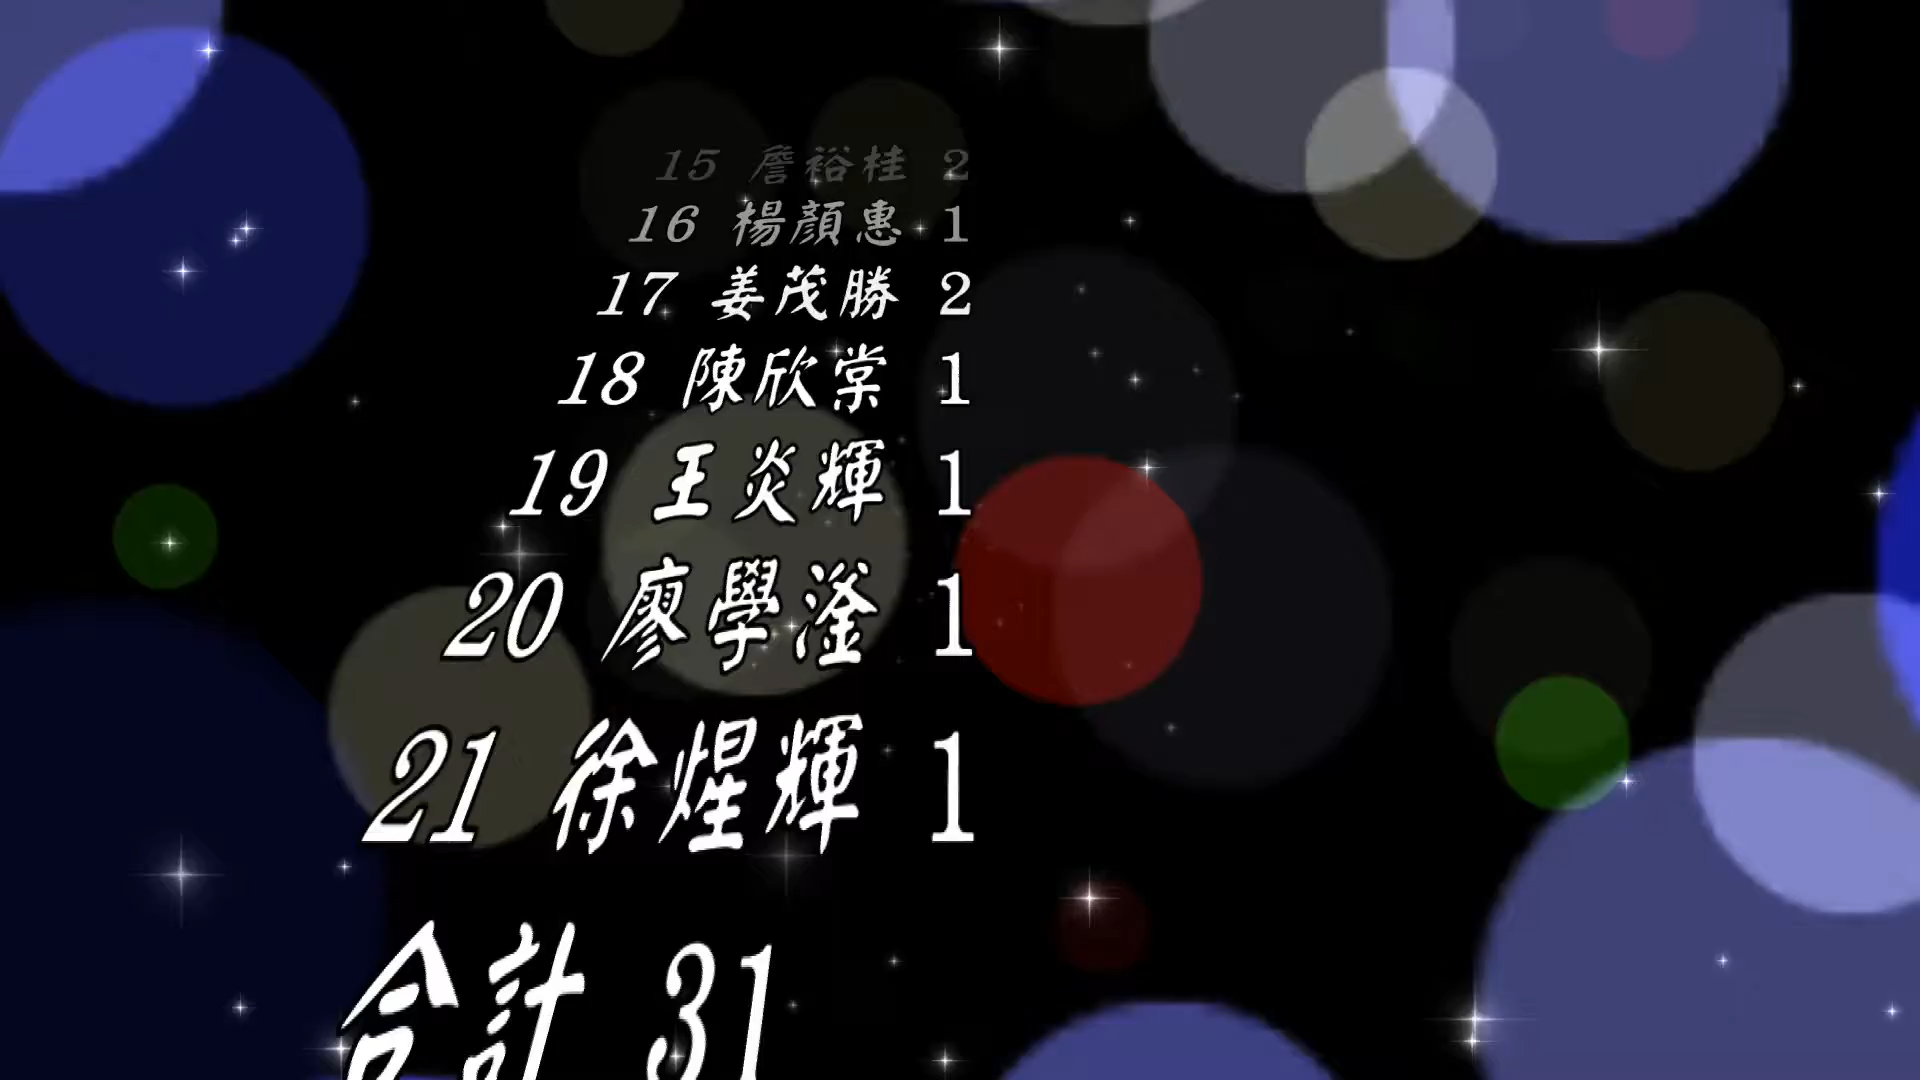 15 詹裕桂 2
16 楊顏惠 1
17 姜茂勝 2
18 陳欣棠 1
19 王炎輝 1
20 廖學滏 1
21 徐煋輝 1
合計 31